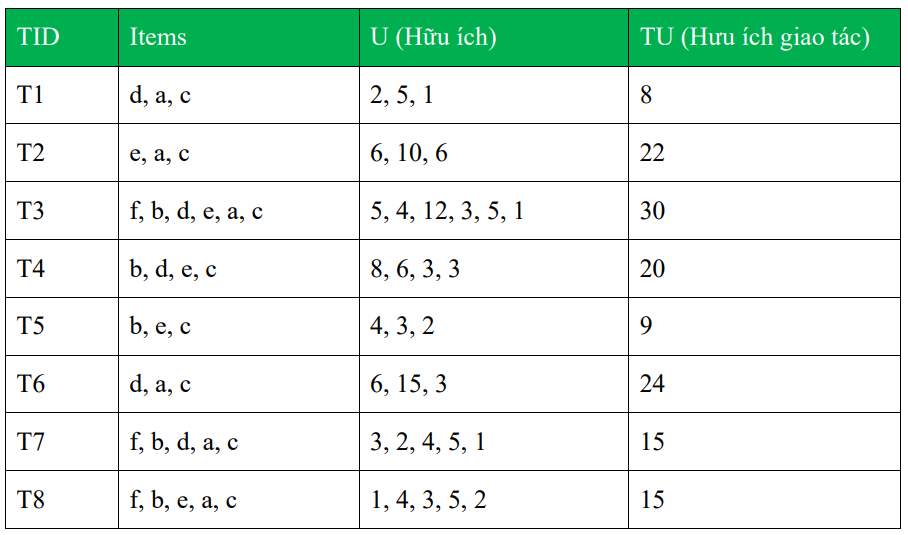 TID Items U (Hữu ích) TU (Hưu ích giao tác)
T1 d, a, c 2, 5, 1 8
T2 e, a, c 6, 10, 6 22
T3 f, b, d, e, a, c 5, 4, 12, 3, 5, 1 30
T4 b, d, e, c 8, 6, 3, 3 20
T5 b, e, c 4, 3, 2 9
T6 d, a, c 6, 15, 3 24
T7 f, b, d, a, c 3, 2, 4, 5, 1 15
T8 f, b, e, a, c 1, 4, 3, 5, 2 15